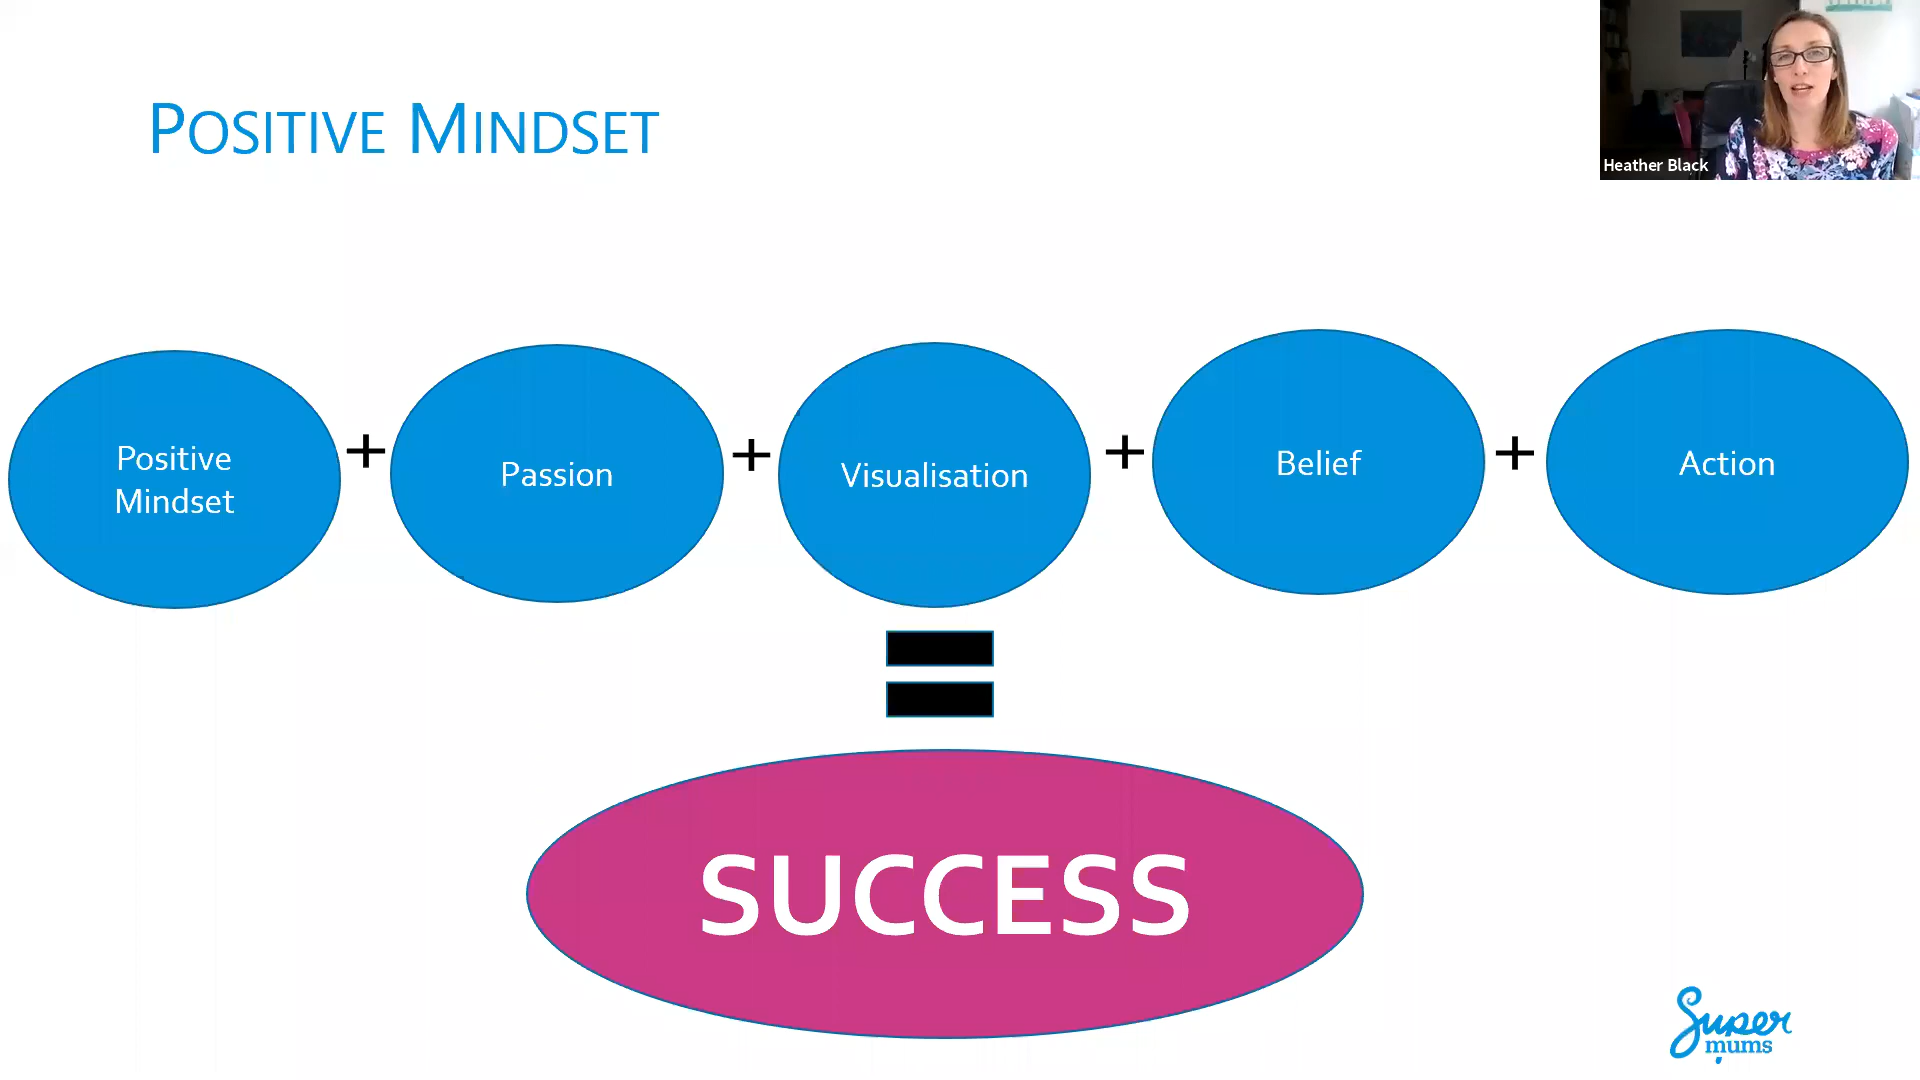 POSITIVE MINDSET
Heather Black
Positive
Mindset
+
Passion
+
Visualisation
+
Belief
+
Action
SUCCESS
Super
mums